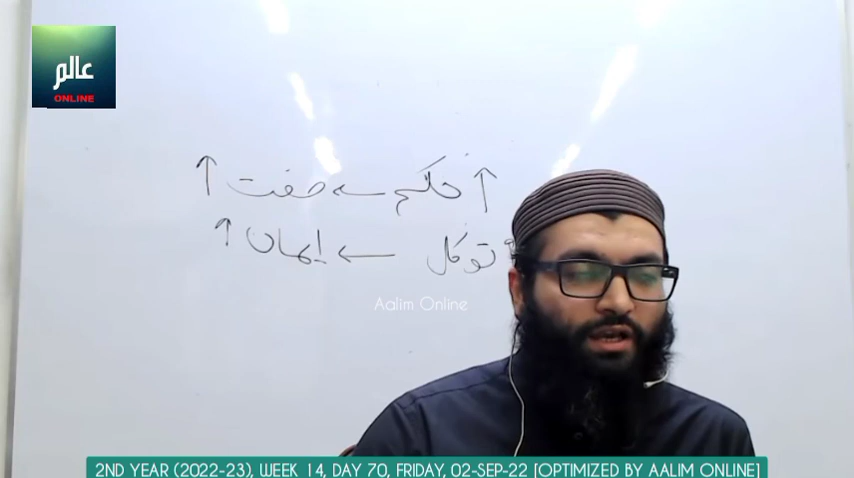 عالم
ONLINE
↑ حکم ← صفت ↑
توکل ← إيمان ↑
Aalim Online
2ND YEAR (2022-23), WEEK 14, DAY 70, FRIDAY, 02-SEP-22 [OPTIMIZED BY AALIM ONLINE]